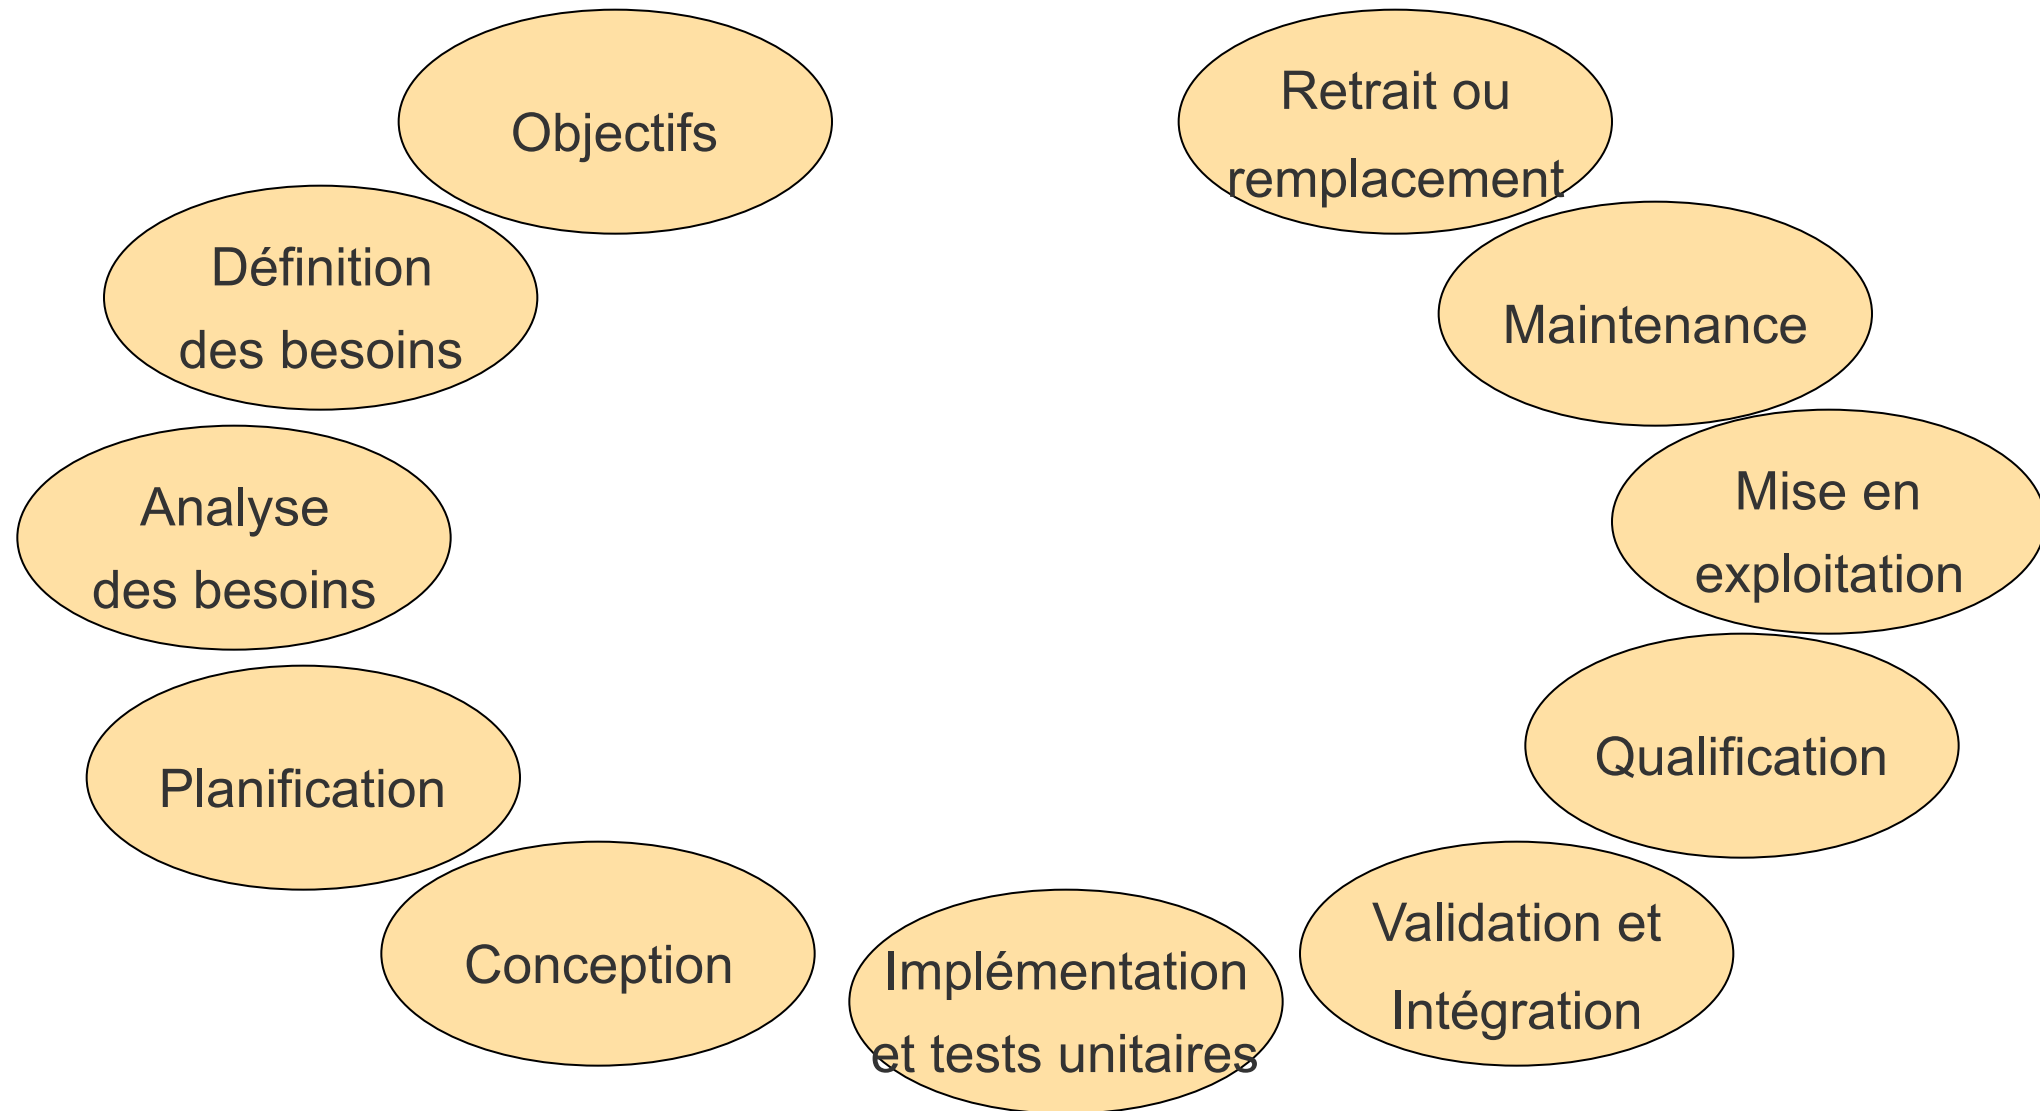 Objectifs
Définition
des besoins
Analyse
des besoins
Planification
Conception
Implémentation
et tests unitaires
Validation et
Intégration
Qualification
Mise en
exploitation
Maintenance
Retrait ou
remplacement